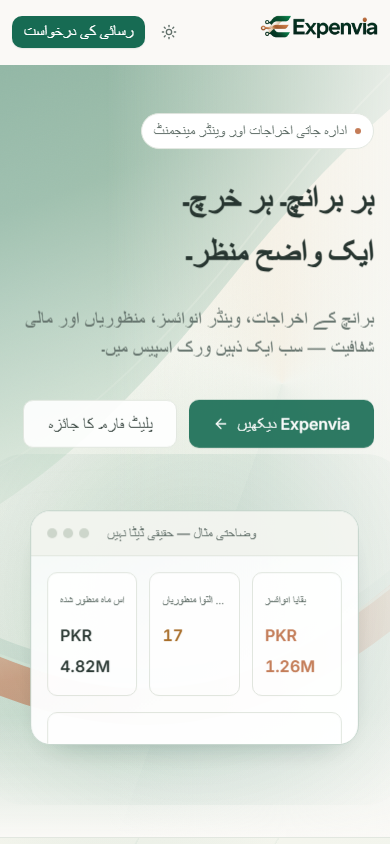 Expenvia
رسائی کی درخواست
ادارہ جاتی اخراجات اور وینڈر مینجمنٹ
ہر برانچ۔ ہر خرچ۔
ایک واضح منظر۔
برانچ کے اخراجات، وینڈر انوائسز، منظوریاں اور مالی
شفافیت — سب ایک ذہین ورک اسپیس میں۔
Expenvia دیکھیں ←
پلیٹ فارم کا جائزہ
وضاحتی مثال — حقیقی ڈیٹا نہیں
بقایا انوائسز
PKR
1.26M
التوا منظوریاں ...
17
اس ماہ منظور شدہ
PKR
4.82M